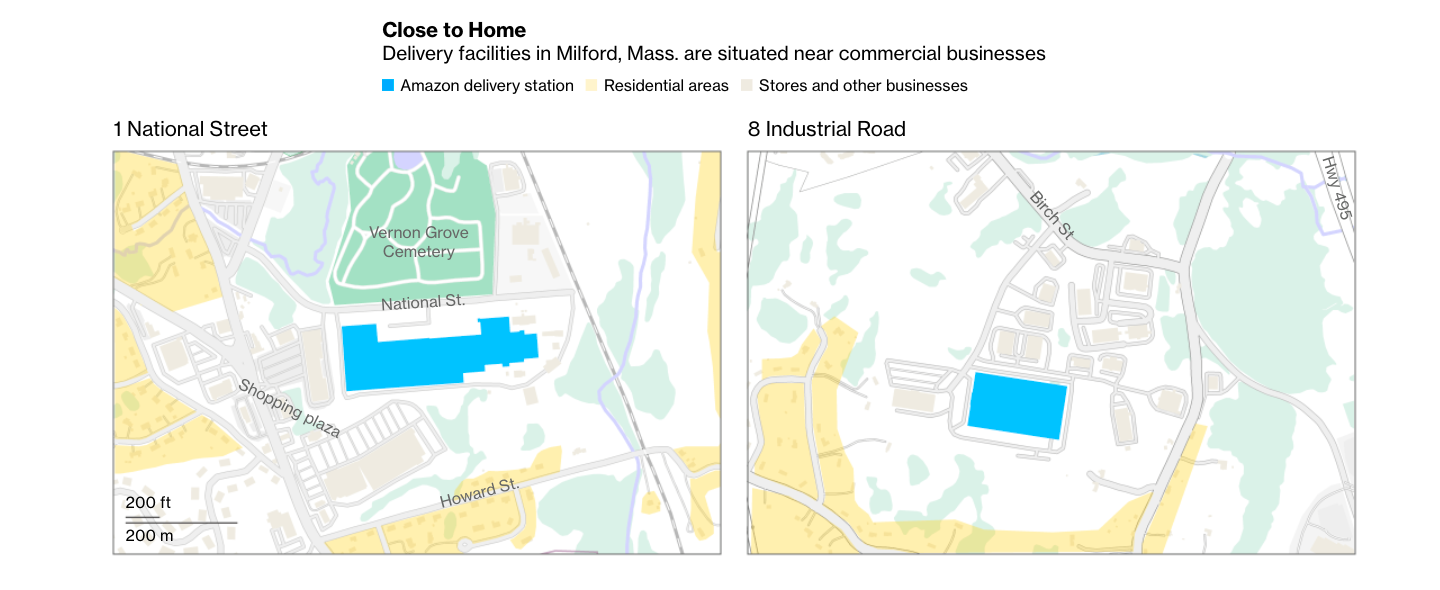 Close to Home
Delivery facilities in Milford, Mass. are situated near commercial businesses
Amazon delivery station Residential areas Stores and other businesses
1 National Street
Vernon Grove
Cemetery
National St.
Shopping plaza
Howard St.
200 ft
200 m
8 Industrial Road
Birch St
Hwy 495